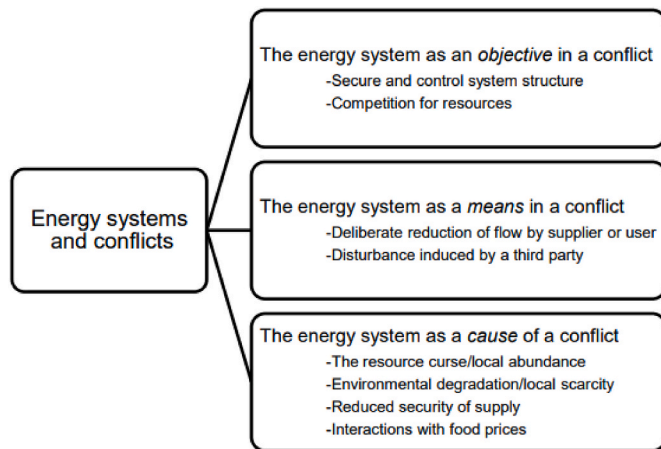 The energy system as an objective in a conflict
-Secure and control system structure
-Competition for resources
Energy systems
and conflicts
The energy system as a means in a conflict
-Deliberate reduction of flow by supplier or user
-Disturbance induced by a third party
The energy system as a cause of a conflict
-The resource curse/local abundance
-Environmental degradation/local scarcity
-Reduced security of supply
-Interactions with food prices